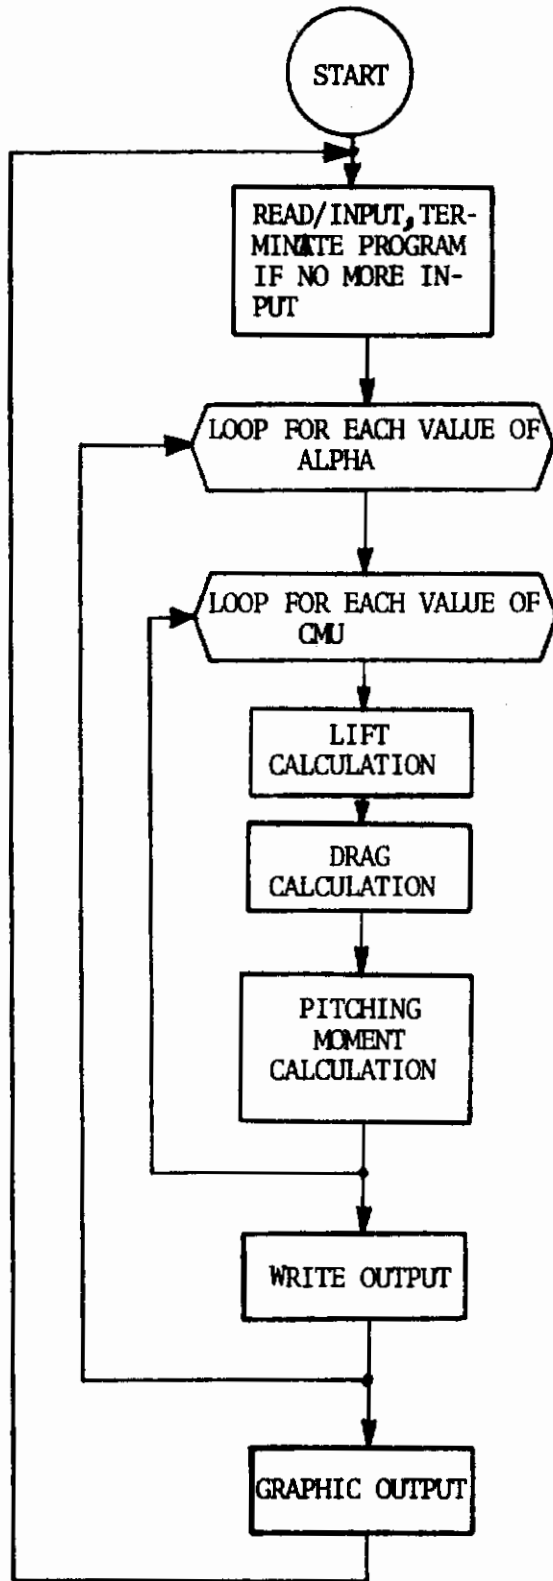 START
READ/INPUT, TER-
MINATE PROGRAM
IF NO MORE IN-
PUT
LOOP FOR EACH VALUE OF
ALPHA
LOOP FOR EACH VALUE OF
CMU
LIFT
CALCULATION
DRAG
CALCULATION
PITCHING
MOMENT
CALCULATION
WRITE OUTPUT
GRAPHIC OUTPUT